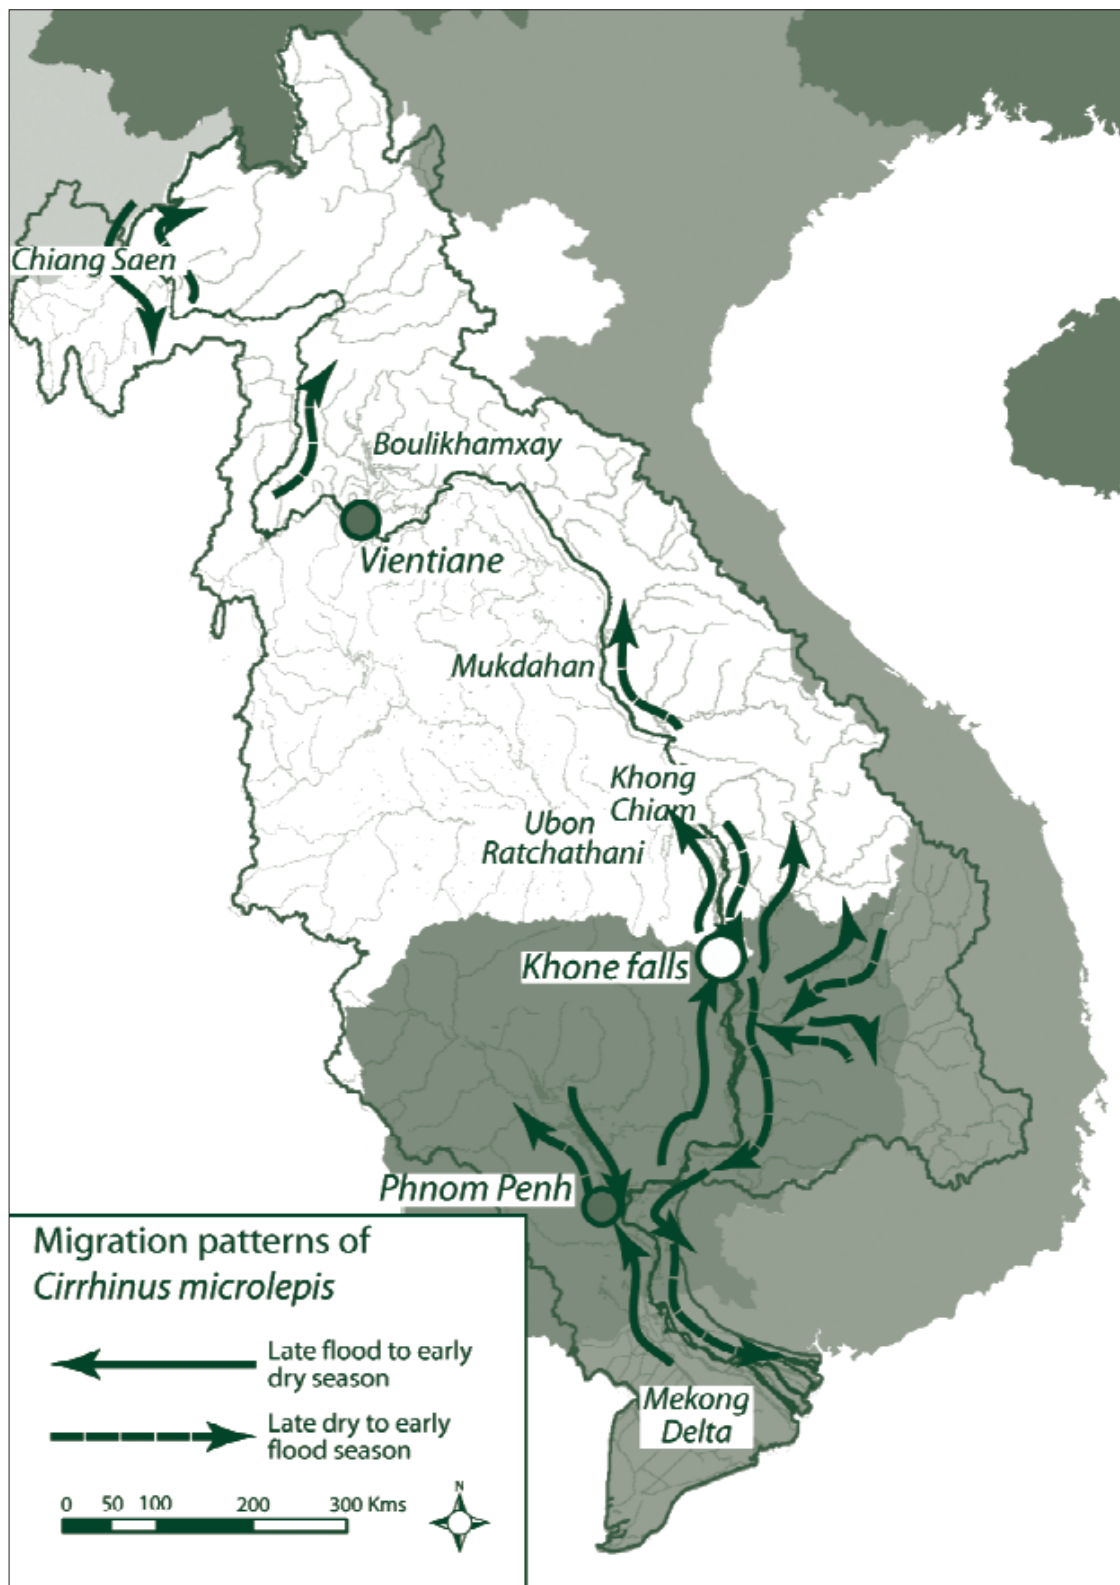 Chiang Saen
Boulikhamxay
Vientiane
Mukdahan
Khong
Chiam
Ubon
Ratchathani
Khone falls
Phnom Penh
Mekong
Delta
Migration patterns of
Cirrhinus microlepis
Late flood to early
dry season
Late dry to early
flood season
0 50 100 200 300 Kms
N